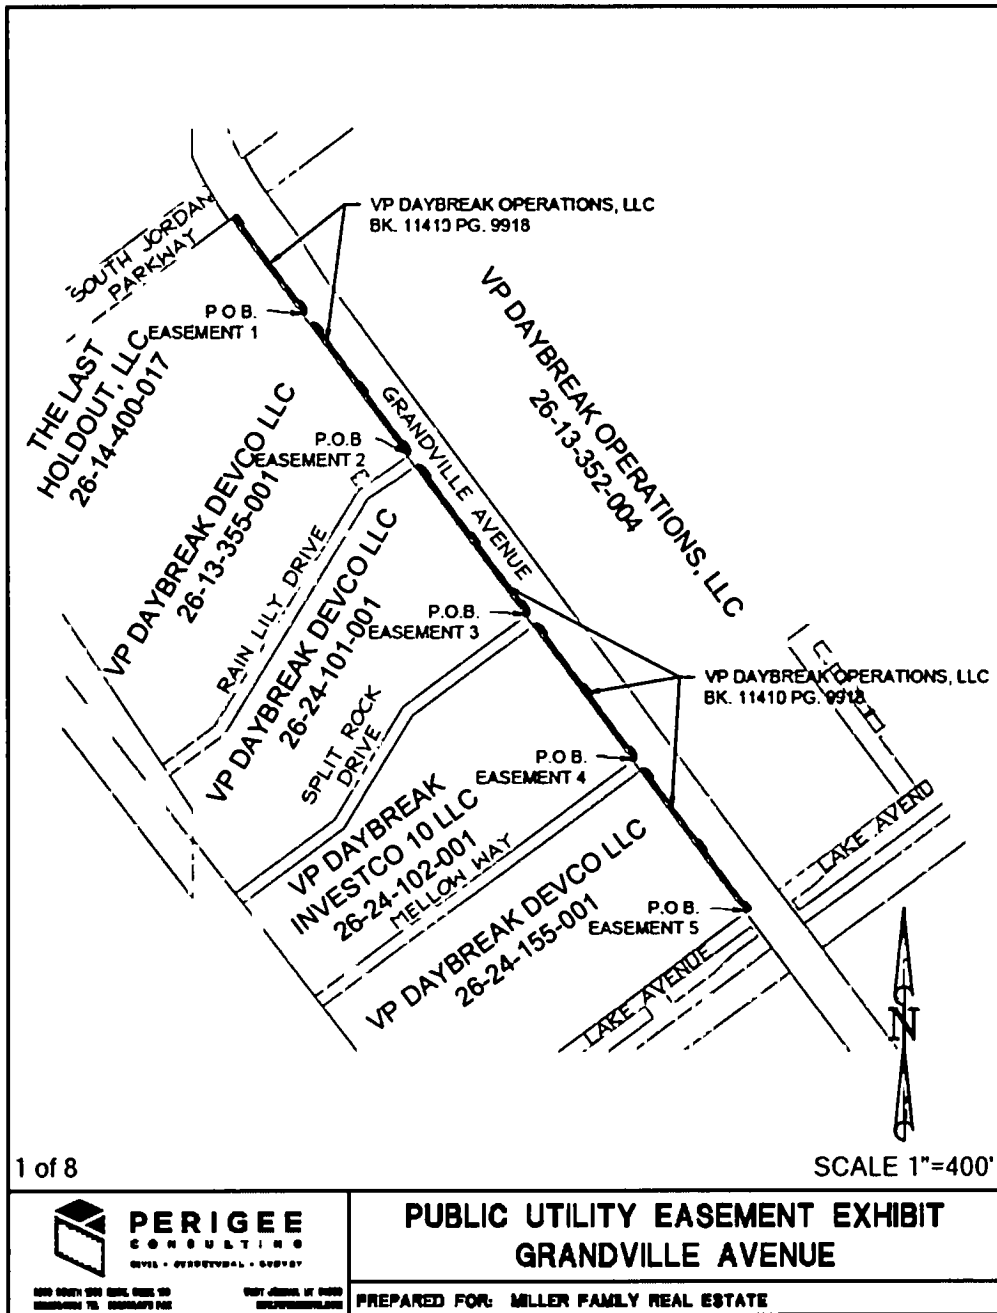 VP DAYBREAK OPERATIONS, LLC
BK. 11410 PG. 9918
SOUTH JORDAN
PARKWAY
P.O.B.
EASEMENT 1
THE LAST
HOLDOUT, LLC
26-14-400-017
VP DAYBREAK OPERATIONS, LLC
26-13-352-004
GRANDVILLE AVENUE
P.O.B
EASEMENT 2
VP DAYBREAK DEVCO LLC
26-13-355-001
RAIN LILY DRIVE
VP DAYBREAK DEVCO LLC
26-24-101-001
P.O.B.
EASEMENT 3
SPLIT ROCK
DRIVE
VP DAYBREAK OPERATIONS, LLC
BK. 11410 PG. 9918
P.O.B.
EASEMENT 4
VP DAYBREAK
INVESTCO 10 LLC
26-24-102-001
MELLOW WAY
VP DAYBREAK DEVCO LLC
26-24-155-001
P.O.B.
EASEMENT 5
LAKE AVENUE
LAKE AVENU
N
1 of 8
SCALE 1"=400'
PERIGEE
CONSULTING
CIVIL • STRUCTURAL • SURVEY
PUBLIC UTILITY EASEMENT EXHIBIT
GRANDVILLE AVENUE
PREPARED FOR: MILLER FAMILY REAL ESTATE